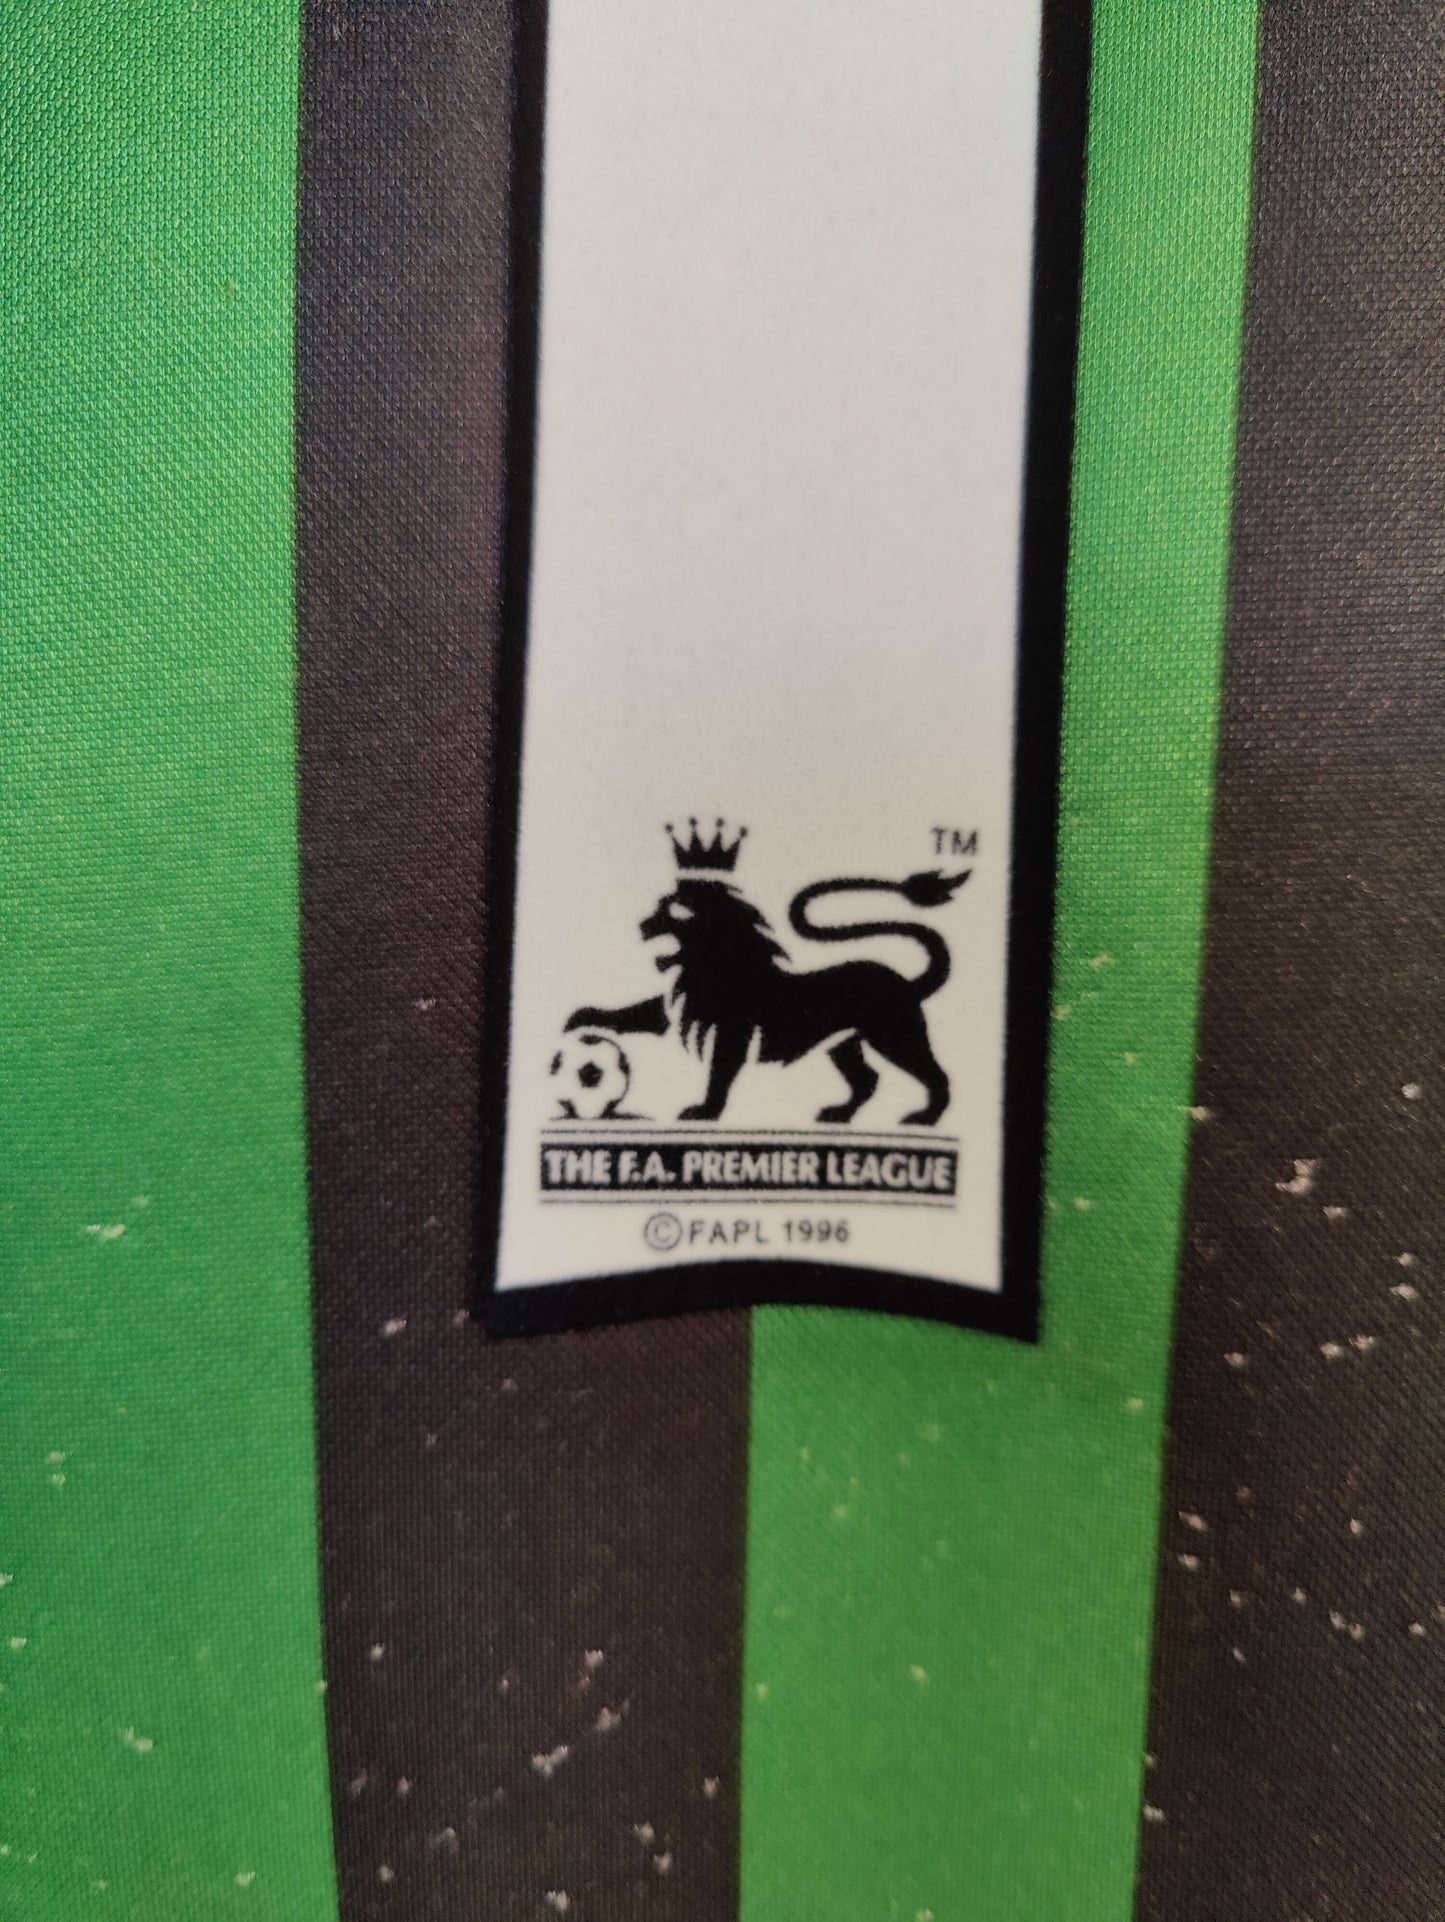 TM
THE F.A. PREMIER LEAGUE
©FAPL 1996